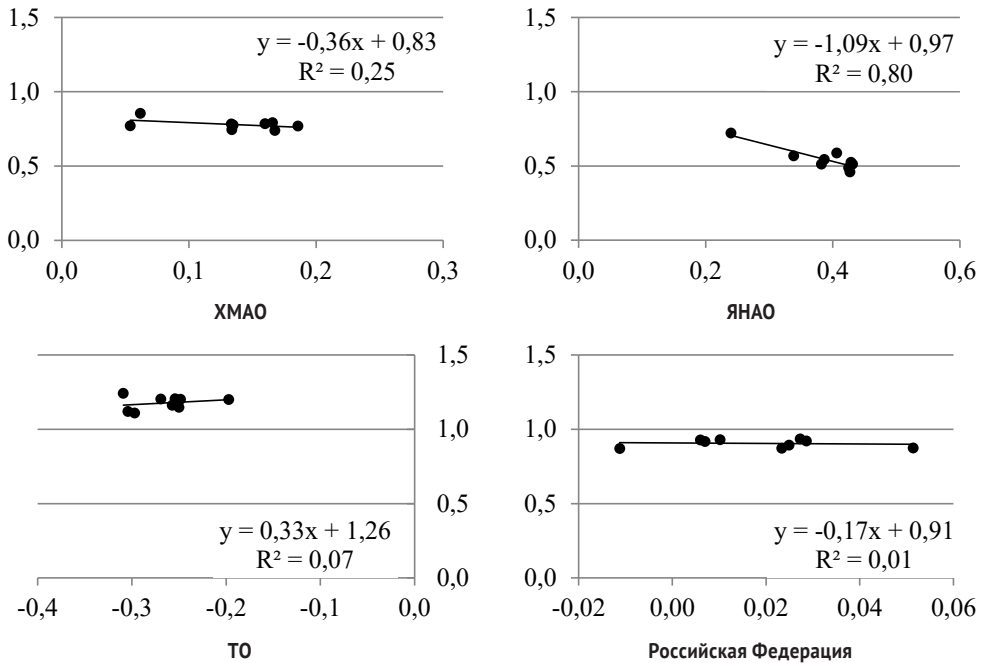 1,5
1,0
0,5
0,0
y = -0,36x + 0,83
R² = 0,25
0,0 0,1 0,2 0,3
ХМАО
1,5
1,0
0,5
0,0
y = -1,09x + 0,97
R² = 0,80
0,0 0,2 0,4 0,6
ЯНАО
1,5
1,0
0,5
0,0
y = 0,33x + 1,26
R² = 0,07
-0,4 -0,3 -0,2 -0,1 0,0
ТО
1,5
1,0
0,5
0,0
y = -0,17x + 0,91
R² = 0,01
-0,02 0,00 0,02 0,04 0,06
Российская Федерация